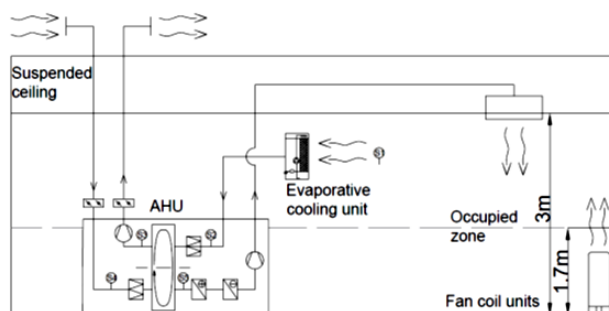 Suspended
ceiling
AHU
Evaporative
cooling unit
Occupied
zone
3m
1.7m
Fan coil units